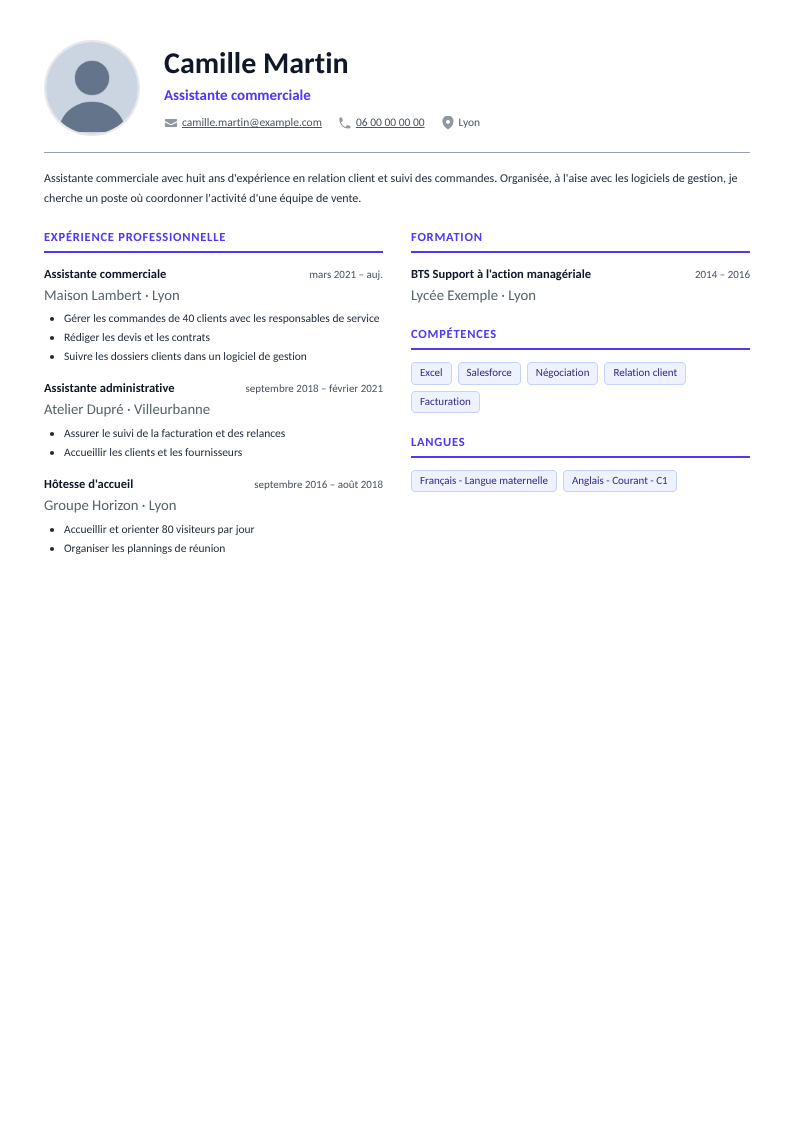 Camille Martin
Assistante commerciale
camille.martin@example.com 06 00 00 00 00 Lyon
Assistante commerciale avec huit ans d'expérience en relation client et suivi des commandes. Organisée, à l'aise avec les logiciels de gestion, je
cherche un poste où coordonner l'activité d'une équipe de vente.
EXPÉRIENCE PROFESSIONNELLE
Assistante commerciale mars 2021 – auj.
Maison Lambert · Lyon
• Gérer les commandes de 40 clients avec les responsables de service
• Rédiger les devis et les contrats
• Suivre les dossiers clients dans un logiciel de gestion
Assistante administrative septembre 2018 – février 2021
Atelier Dupré · Villeurbanne
• Assurer le suivi de la facturation et des relances
• Accueillir les clients et les fournisseurs
Hôtesse d'accueil septembre 2016 – août 2018
Groupe Horizon · Lyon
• Accueillir et orienter 80 visiteurs par jour
• Organiser les plannings de réunion
FORMATION
BTS Support à l'action managériale 2014 – 2016
Lycée Exemple · Lyon
COMPÉTENCES
Excel Salesforce Négociation Relation client
Facturation
LANGUES
Français - Langue maternelle Anglais - Courant - C1